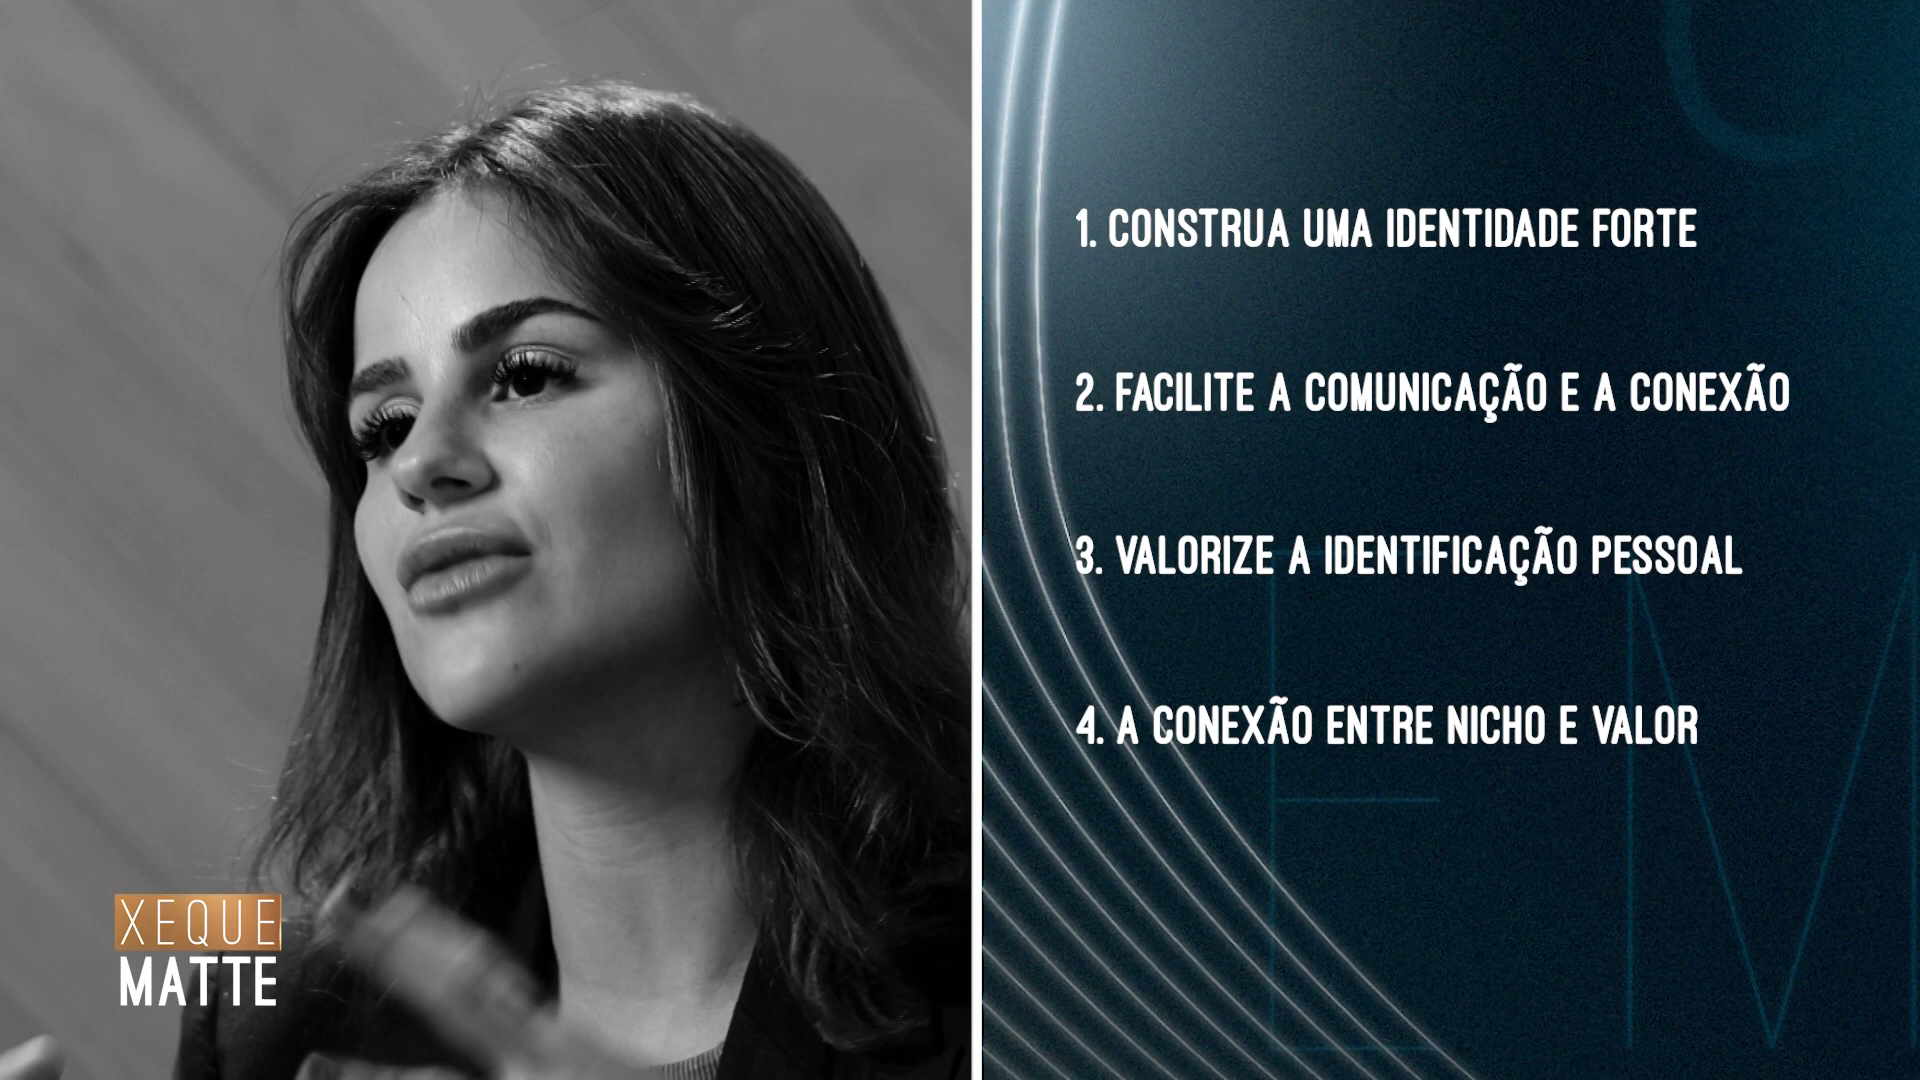 1. CONSTRUA UMA IDENTIDADE FORTE
2. FACILITE A COMUNICAÇÃO E A CONEXÃO
3. VALORIZE A IDENTIFICAÇÃO PESSOAL
4. A CONEXÃO ENTRE NICHO E VALOR
XEQUE
MATTE